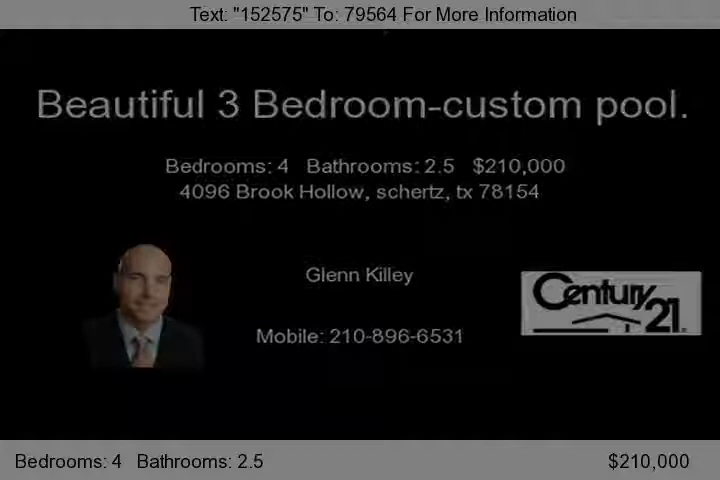 Text: "152575" To: 79564 For More Information
Beautiful 3 Bedroom-custom pool.
Bedrooms: 4 Bathrooms: 2.5 $210,000
4096 Brook Hollow, schertz, tx 78154
Glenn Killey
Century
21
Mobile: 210-896-6531
Bedrooms: 4 Bathrooms: 2.5 $210,000